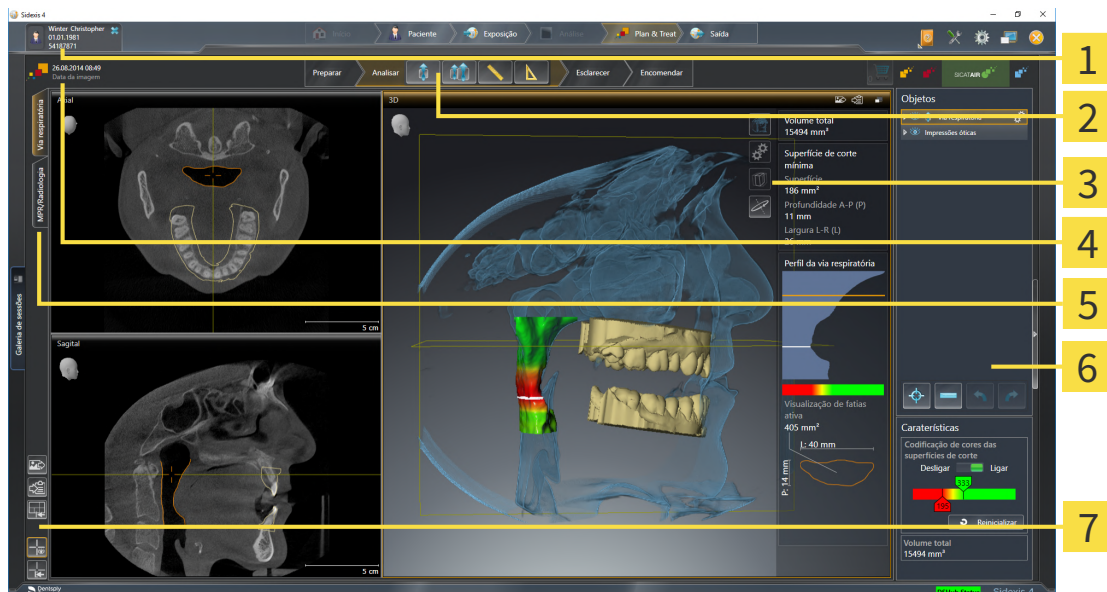 Sidexis 4
Winter Christopher
01.01.1981
54187871
Início
Paciente
Exposição
Análise
Plan & Treat
Saída
26.08.2014 08:49
Data da imagem
Preparar
Analisar
Esclarecer
Encomendar
SICATAIR
1
2
3
4
5
6
7
Via respiratória
MPR/Radiologia
Galeria de sessões
Axial
5 cm
Sagital
5 cm
3D
Volume total
15494 mm³
Superfície de corte
mínima
Superfície
186 mm²
Profundidade A-P (P)
11 mm
Largura L-R (L)
Perfil da via respiratória
Visualização de fatias
ativa
405 mm²
L: 40 mm
P: 14 mm
Objetos
Via respiratória
Impressões óticas
Caraterísticas
Codificação de cores das
superfícies de corte
Desligar
Ligar
333
195
Reinicializar
Volume total
15494 mm³
Dentsply
Sidexis 4